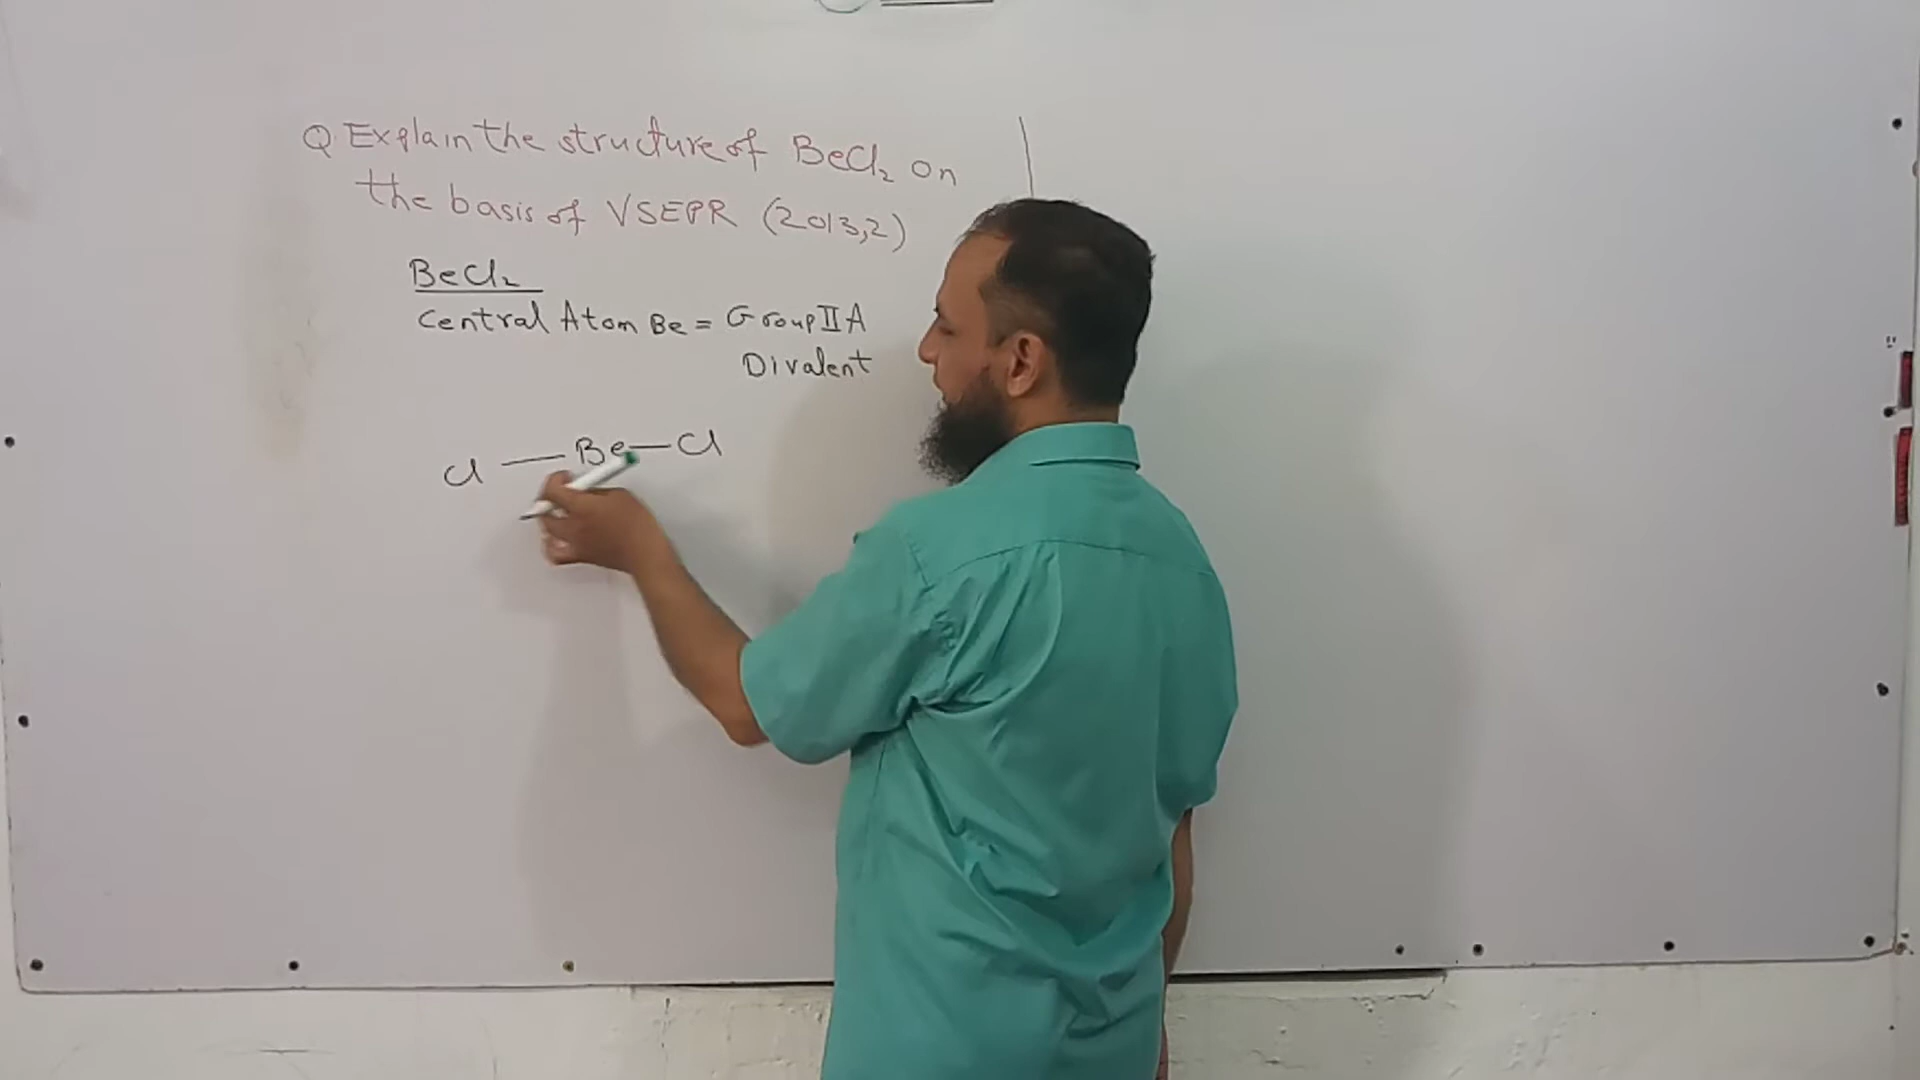 Q. Explain the structure of BeCl₂ on
the basis of VSEPR (2013,2)
BeCl₂
Central Atom Be = Group II A
Divalent
Cl — Be — Cl